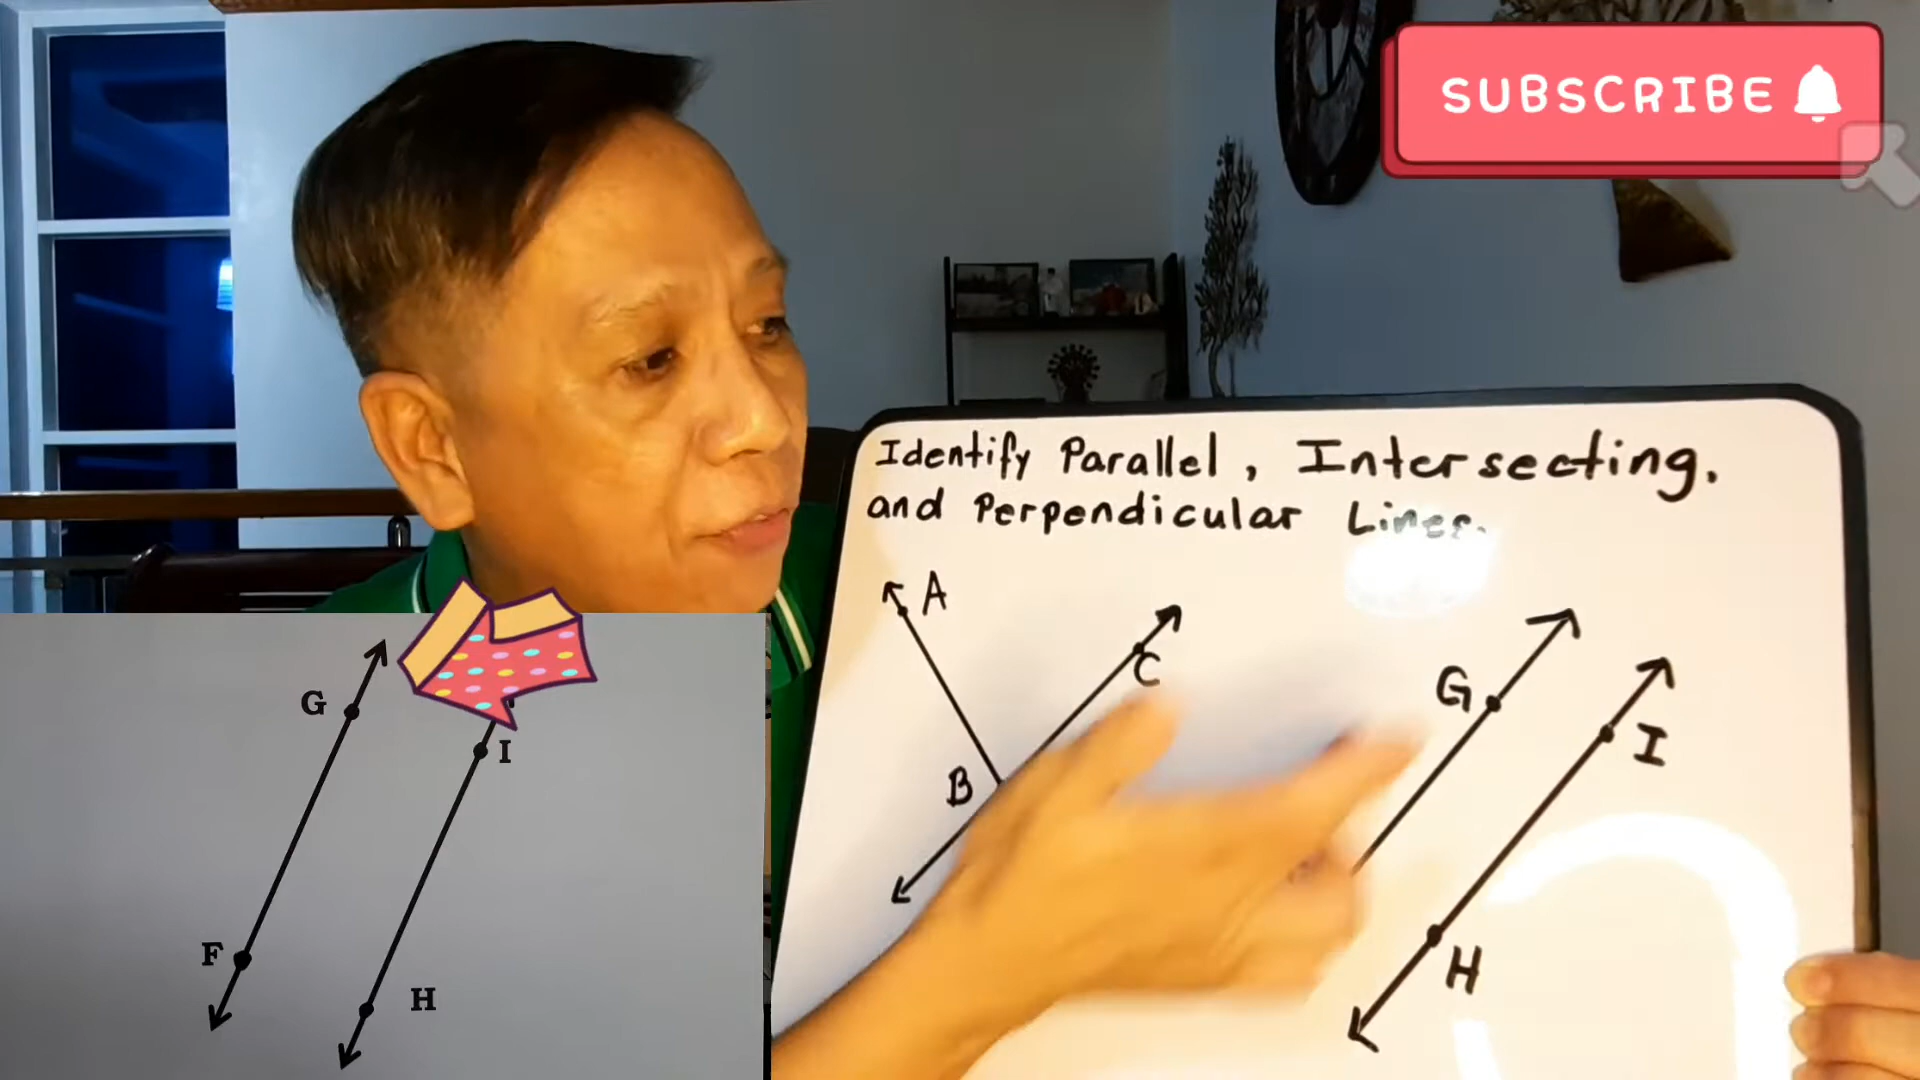 SUBSCRIBE
Identify Parallel, Intersecting,
and Perpendicular Lines.
A
C
B
G
I
H
G
I
F
H